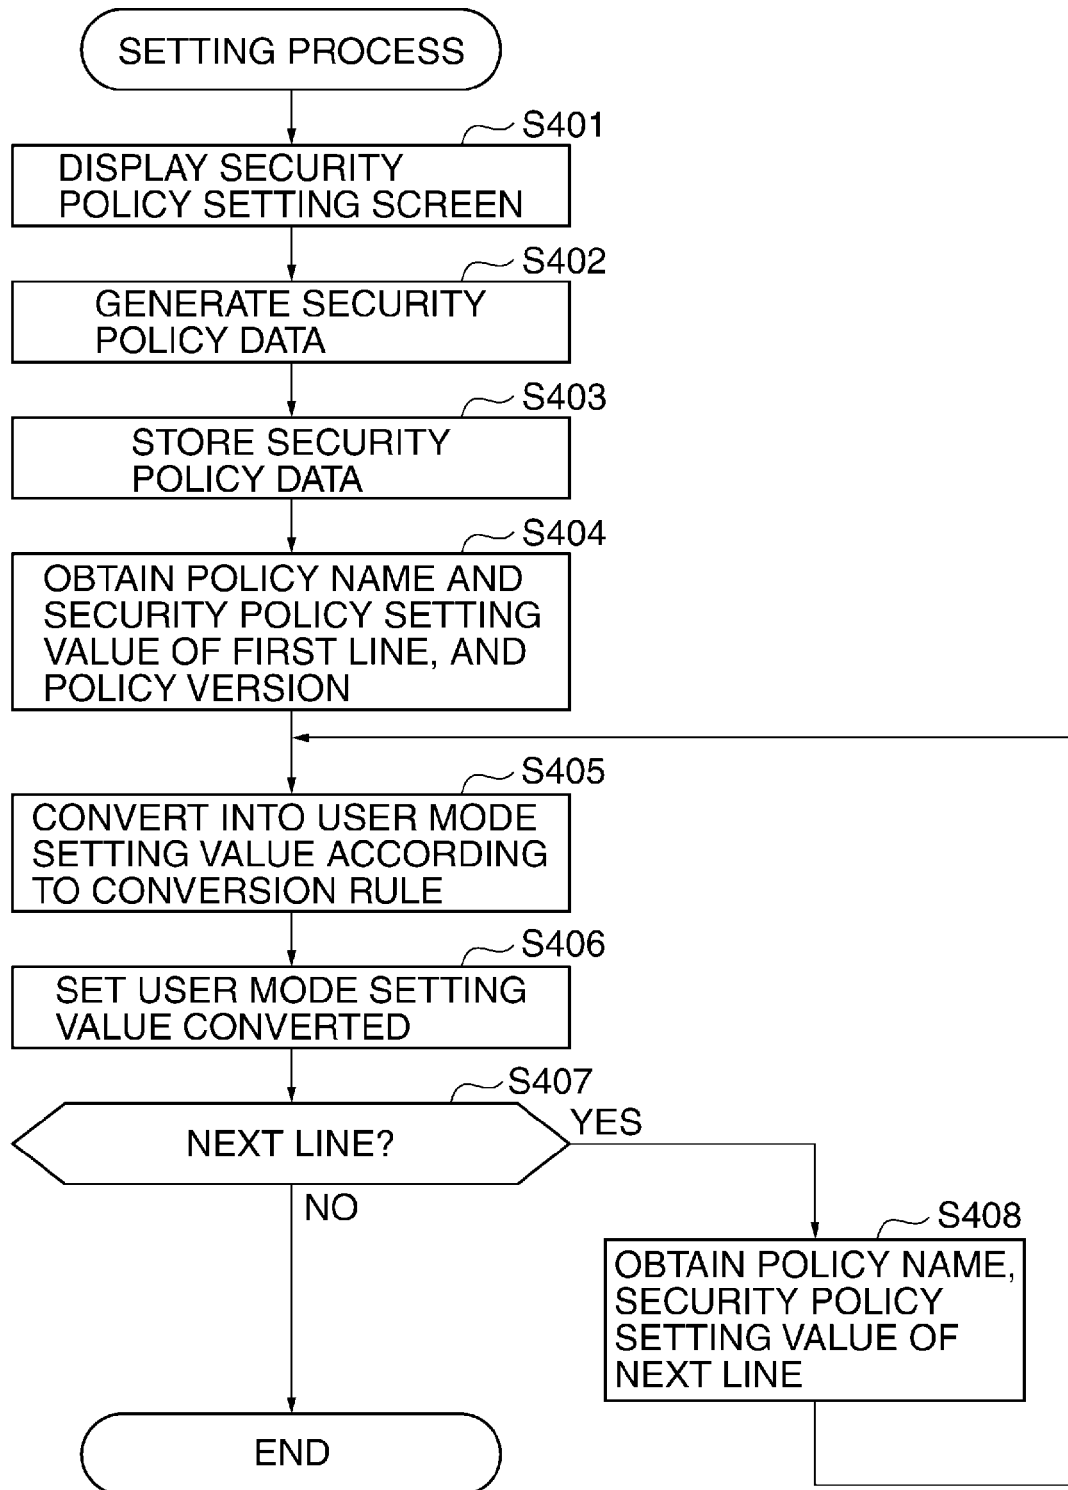 SETTING PROCESS
S401
DISPLAY SECURITY
POLICY SETTING SCREEN
S402
GENERATE SECURITY
POLICY DATA
S403
STORE SECURITY
POLICY DATA
S404
OBTAIN POLICY NAME AND
SECURITY POLICY SETTING
VALUE OF FIRST LINE, AND
POLICY VERSION
S405
CONVERT INTO USER MODE
SETTING VALUE ACCORDING
TO CONVERSION RULE
S406
SET USER MODE SETTING
VALUE CONVERTED
S407
NEXT LINE?
YES
NO
S408
OBTAIN POLICY NAME,
SECURITY POLICY
SETTING VALUE OF
NEXT LINE
END